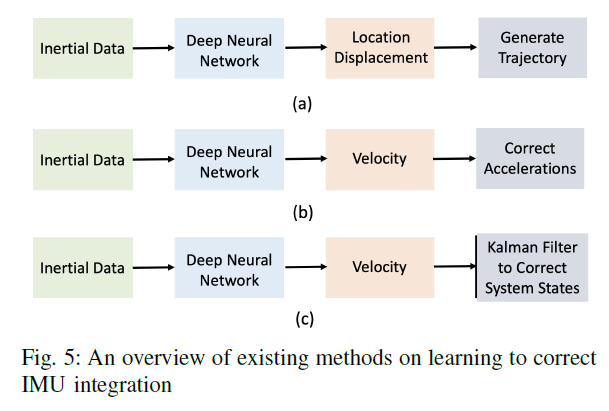 Inertial Data
Deep Neural
Network
Location
Displacement
Generate
Trajectory
(a)
Inertial Data
Deep Neural
Network
Velocity
Correct
Accelerations
(b)
Inertial Data
Deep Neural
Network
Velocity
Kalman Filter
to Correct
System States
(c)
Fig. 5: An overview of existing methods on learning to correct
IMU integration